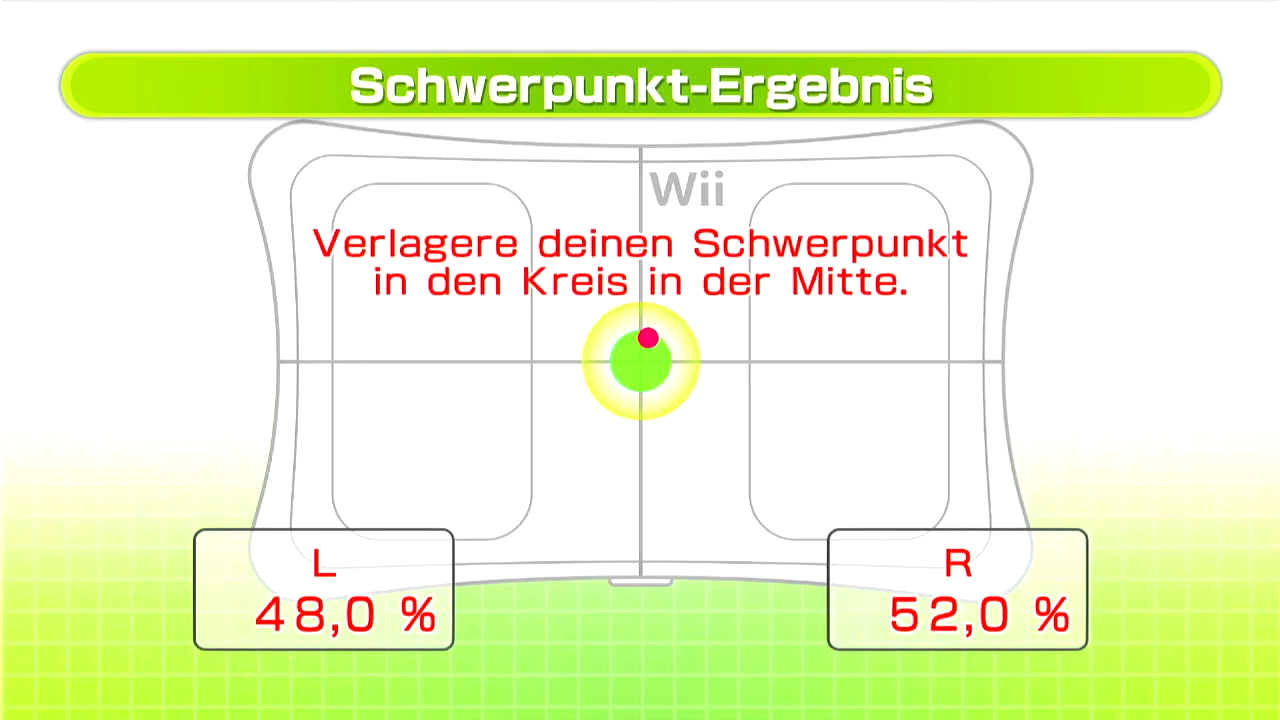 Schwerpunkt-Ergebnis
Wii
Verlagere deinen Schwerpunkt
in den Kreis in der Mitte.
L
48,0 %
R
52,0 %